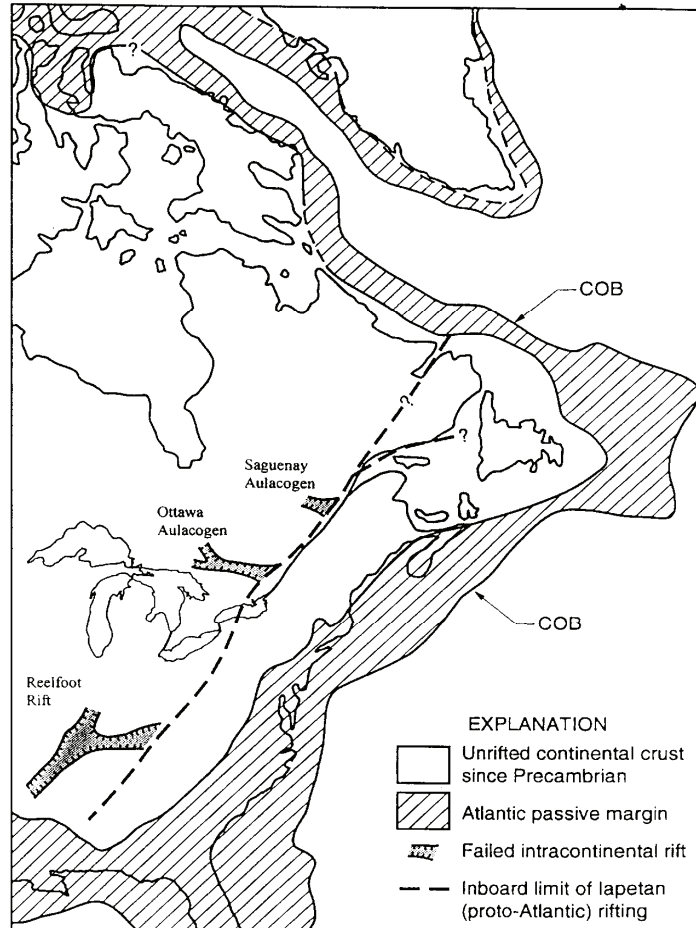 ?
COB
?
?
Saguenay
Aulacogen
Ottawa
Aulacogen
COB
Reelfoot
Rift
EXPLANATION
Unrifted continental crust
since Precambrian
Atlantic passive margin
Failed intracontinental rift
Inboard limit of Iapetan
(proto-Atlantic) rifting